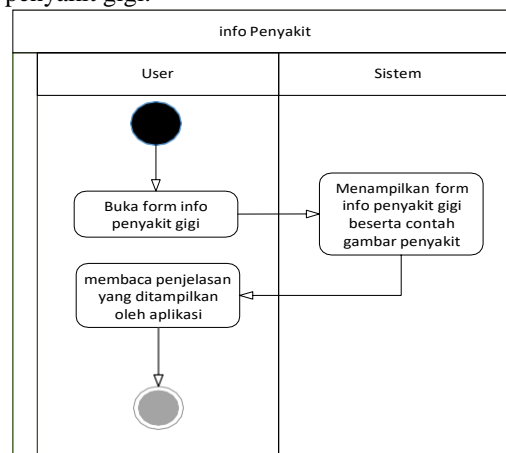 penyakit gigi.
info Penyakit
User
Sistem
Buka form info
penyakit gigi
Menampilkan form
info penyakit gigi
beserta contah
gambar penyakit
membaca penjelasan
yang ditampilkan
oleh aplikasi